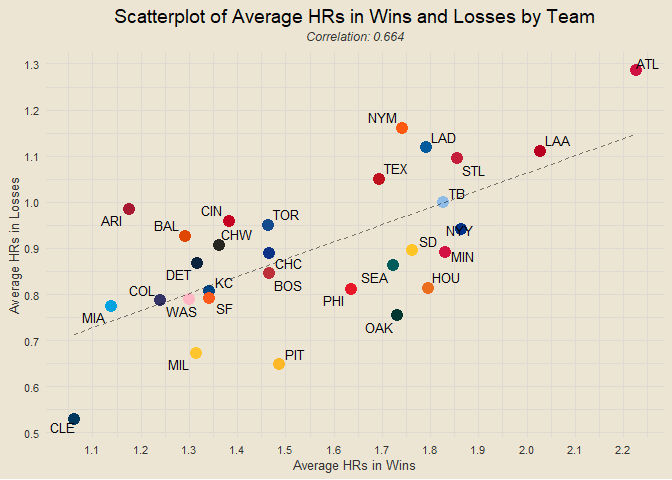 Scatterplot of Average HRs in Wins and Losses by Team
Correlation: 0.664
Average HRs in Losses
1.3
1.2
1.1
1.0
0.9
0.8
0.7
0.6
0.5
ATL
NYM
LAD
LAA
STL
TEX
TB
ARI
CIN
TOR
BAL
CHW
NYY
SD
MIN
CHC
DET
BOS
SEA
HOU
KC
COL
PHI
MIA
WAS
SF
OAK
MIL
PIT
CLE
1.1 1.2 1.3 1.4 1.5 1.6 1.7 1.8 1.9 2.0 2.1 2.2
Average HRs in Wins